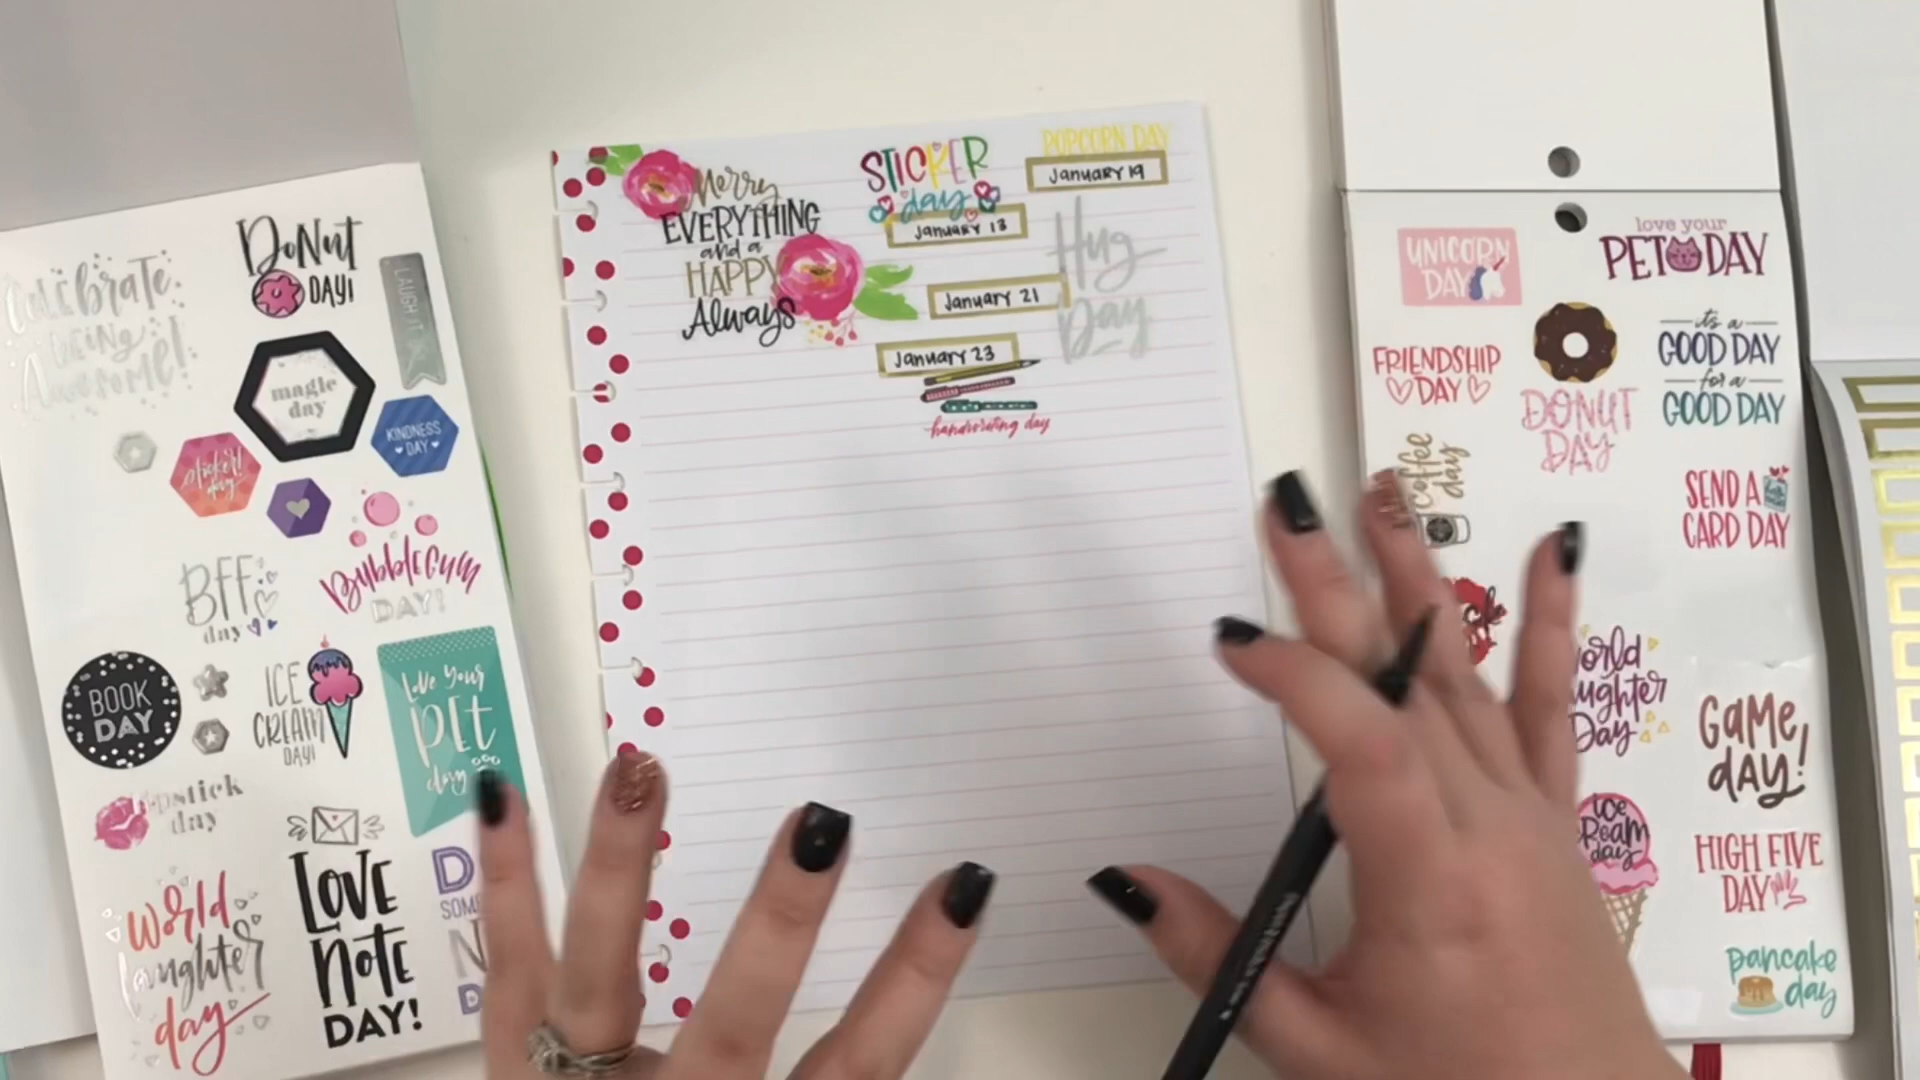 CELEBRATE
BEING
AWESOME!
DONUT
DAY!
LAUGH IT
magic
day
KINDNESS
DAY
sticker!
day
BFF
day
BUBBLEGUM
DAY!
BOOK
DAY
ICE
CREAM
DAY!
Love Your
PET
day
day
World
laughter
day
LOVE
NOTE
DAY!
Merry
EVERYTHING
and a
HAPPY
Always
STICKER
day
January 13
POPCORN DAY
January 19
Hug
Day
January 21
January 23
handwriting day
UNICORN
DAY
love your
PET DAY
FRIENDSHIP
DAY
DONUT
DAY
it's a
GOOD DAY
for a
GOOD DAY
coffee
day
SEND A
CARD DAY
Day
GAME
DAY!
ICE
CREAM
day
HIGH FIVE
DAY
pancake
day